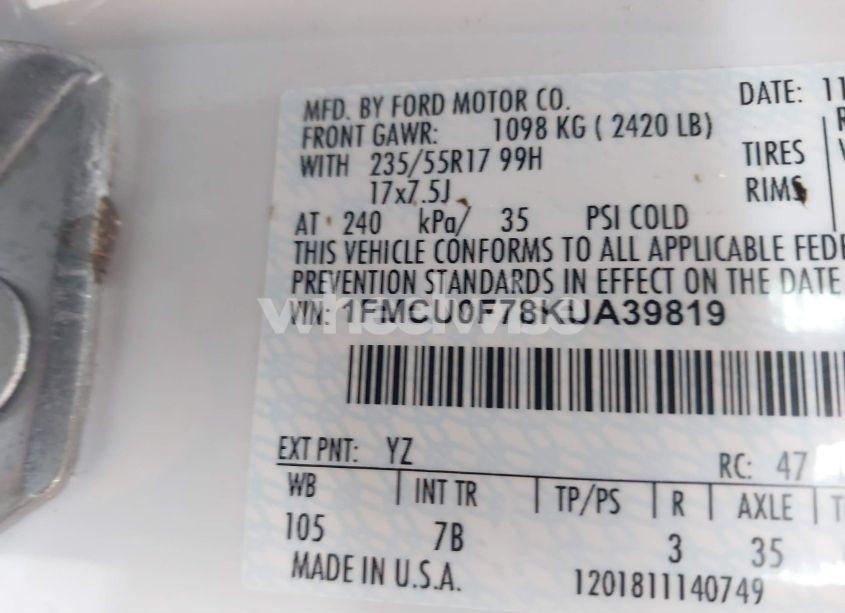 MFD. BY FORD MOTOR CO. DATE: 11
FRONT GAWR: 1098 KG ( 2420 LB)
WITH 235/55R17 99H TIRES
17x7.5J RIMS
AT 240 kPa/ 35 PSI COLD
THIS VEHICLE CONFORMS TO ALL APPLICABLE FEDE
PREVENTION STANDARDS IN EFFECT ON THE DATE
VIN: 1FMCU0F78KUA39819
EXT PNT: YZ RC: 47
WB INT TR TP/PS R AXLE T
105 7B 3 35
MADE IN U.S.A. 1201811140749